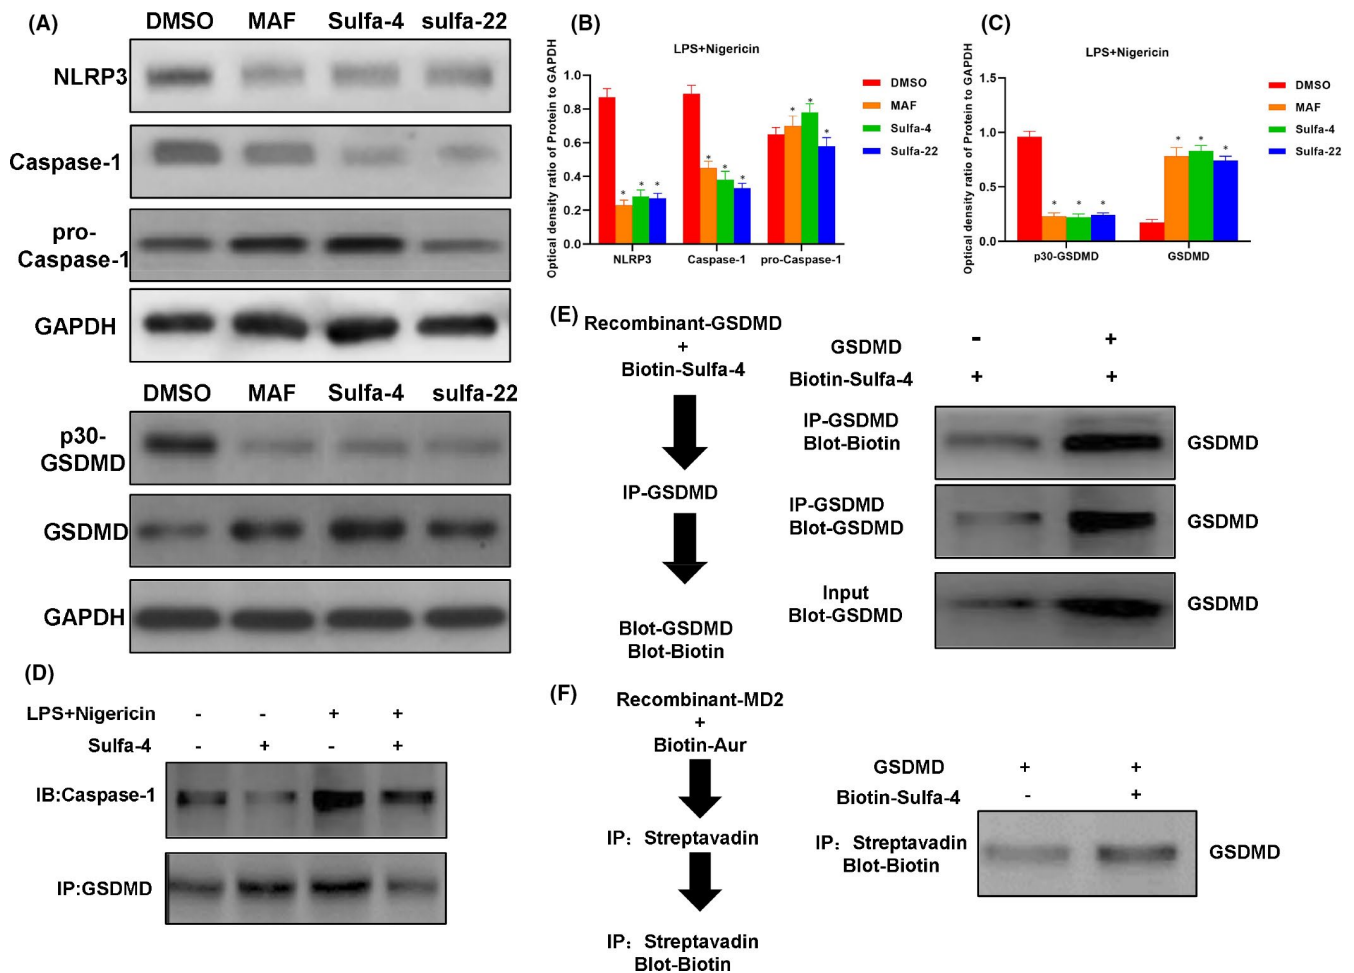 (A)
DMSO MAF Sulfa-4 sulfa-22
NLRP3
Caspase-1
pro-
Caspase-1
GAPDH
DMSO MAF Sulfa-4 sulfa-22
p30-
GSDMD
GSDMD
GAPDH
(B)
LPS+Nigericin
Optical density ratio of Protein to GAPDH
1.0
0.8
0.6
0.4
0.2
0.0
* * * * * * * * *
NLRP3 Caspase-1 pro-Caspase-1
DMSO
MAF
Sulfa-4
Sulfa-22
(C)
LPS+Nigericin
Optical density ratio of Protein to GAPDH
1.5
1.0
0.5
0.0
* * * * * *
p30-GSDMD GSDMD
DMSO
MAF
Sulfa-4
Sulfa-22
(D)
LPS+Nigericin - - + +
Sulfa-4 - + - +
IB:Caspase-1
IP:GSDMD
(E)
Recombinant-GSDMD
+
Biotin-Sulfa-4
IP-GSDMD
Blot-GSDMD
Blot-Biotin
GSDMD - +
Biotin-Sulfa-4 + +
IP-GSDMD
Blot-Biotin
GSDMD
IP-GSDMD
Blot-GSDMD
GSDMD
Input
Blot-GSDMD
GSDMD
(F)
Recombinant-MD2
+
Biotin-Aur
IP: Streptavadin
IP: Streptavadin
Blot-Biotin
GSDMD + +
Biotin-Sulfa-4 - +
IP: Streptavadin
Blot-Biotin
GSDMD